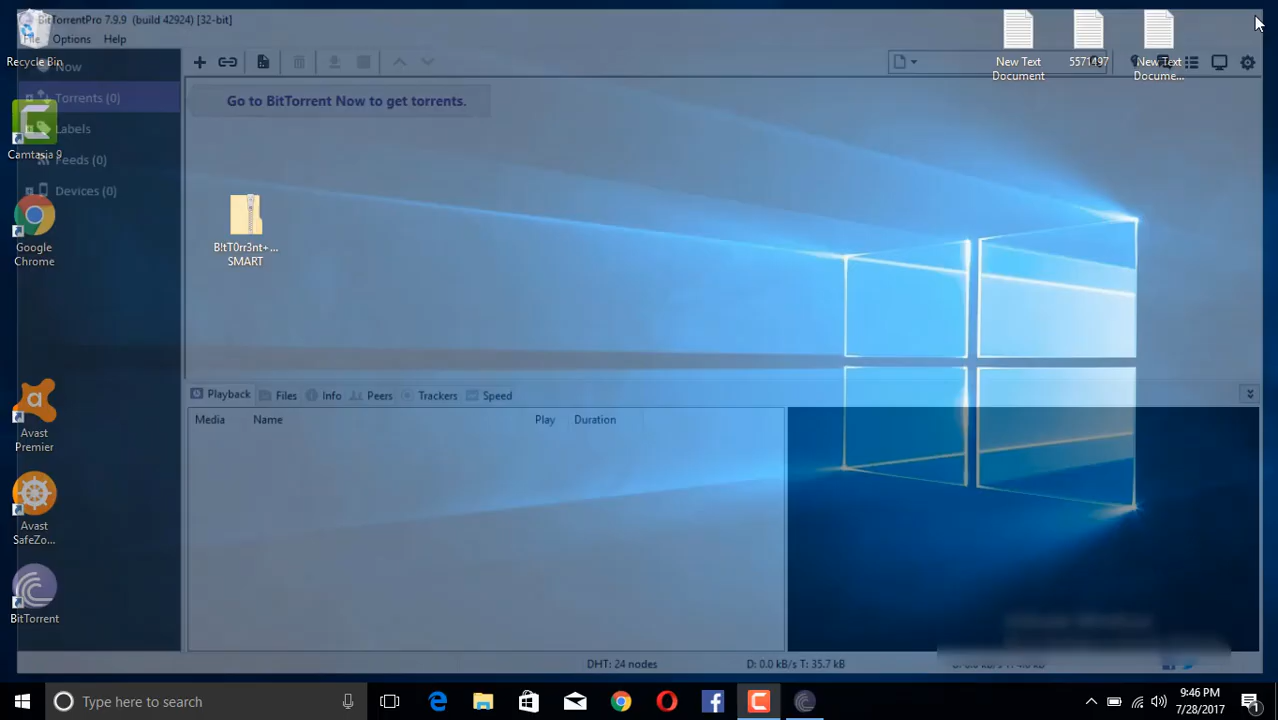 BitTorrentPro 7.9.9 (build 42924) [32-bit]
File Options Help
Recycle Bin
Now
Torrents (0)
Labels
Feeds (0)
Devices (0)
Go to BitTorrent Now to get torrents.
New Text
Document
5571497
New Text
Docume...
Camtasia 9
Google
Chrome
B!tT0rr3nt+...
SMART
Avast
Premier
Avast
SafeZo...
BitTorrent
Playback Files Info Peers Trackers Speed
Media Name Play Duration
DHT: 24 nodes D: 0.0 kB/s T: 35.7 kB
Type here to search
9:46 PM
7/28/2017
1